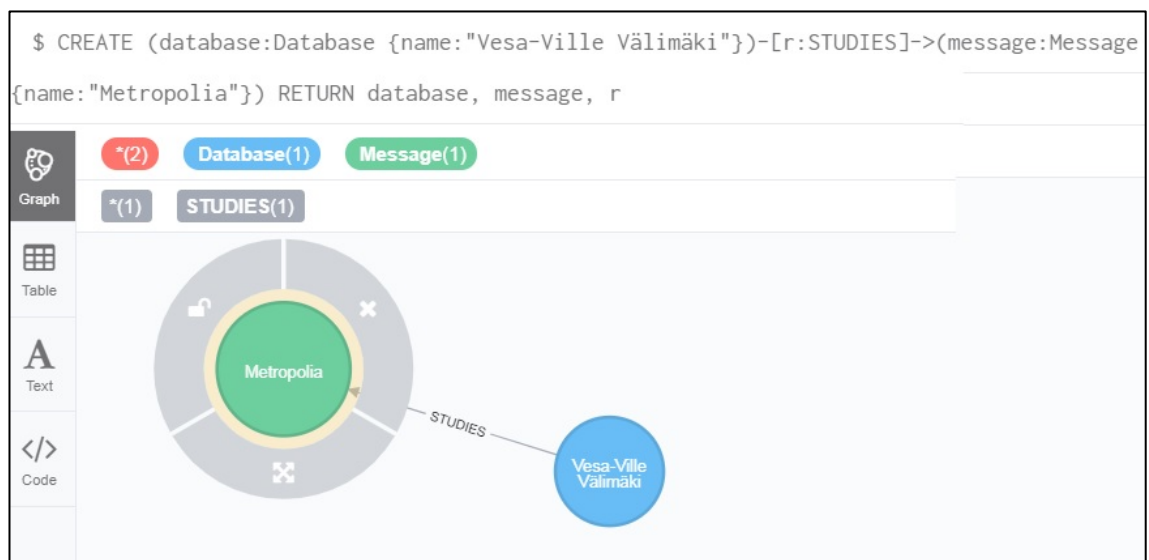 $ CREATE (database:Database {name:"Vesa-Ville Välimäki"})-[r:STUDIES]->(message:Message
{name:"Metropolia"}) RETURN database, message, r
*(2) Database(1) Message(1)
Graph
*(1) STUDIES(1)
Table
A
Text
</>
Code
Metropolia
STUDIES
Vesa-Ville
Välimäki